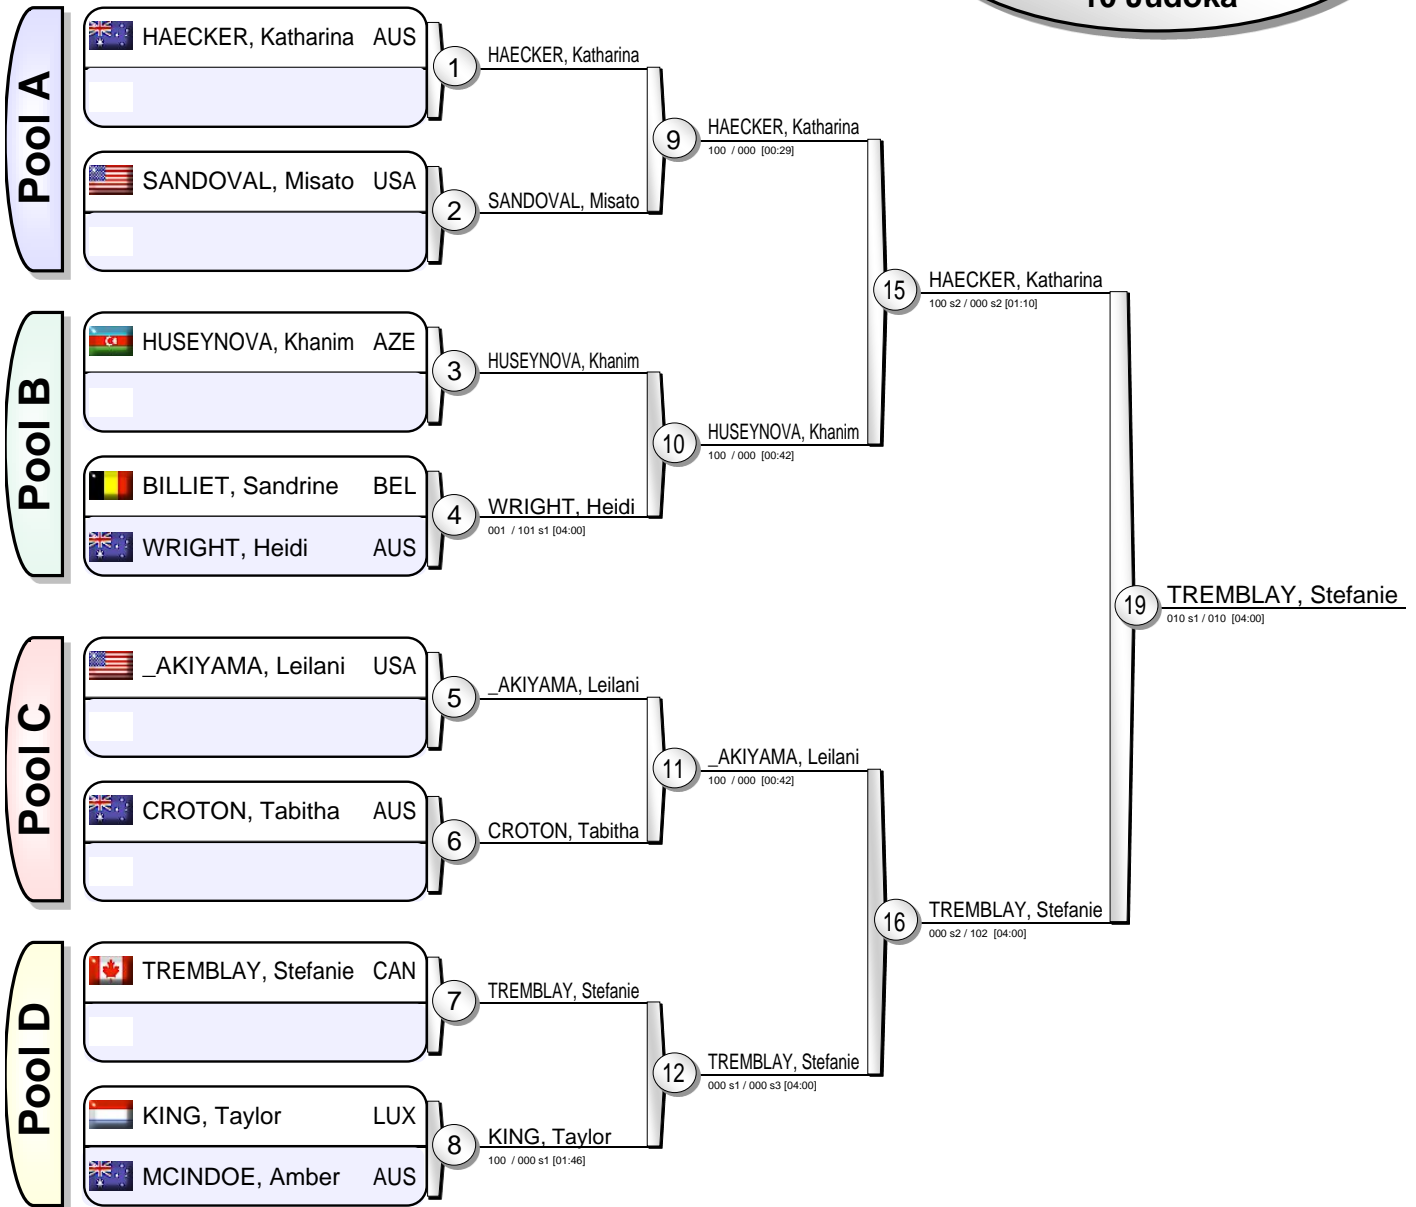 10 Judoka
Pool A
HAECKER, Katharina AUS
SANDOVAL, Misato USA
1
HAECKER, Katharina
2
SANDOVAL, Misato
9
HAECKER, Katharina
100 / 000 [00:29]
Pool B
HUSEYNOVA, Khanim AZE
BILLIET, Sandrine BEL
WRIGHT, Heidi AUS
3
HUSEYNOVA, Khanim
4
WRIGHT, Heidi
001 / 101 s1 [04:00]
10
HUSEYNOVA, Khanim
100 / 000 [00:42]
15
HAECKER, Katharina
100 s2 / 000 s2 [01:10]
Pool C
_AKIYAMA, Leilani USA
CROTON, Tabitha AUS
5
_AKIYAMA, Leilani
6
CROTON, Tabitha
11
_AKIYAMA, Leilani
100 / 000 [00:42]
Pool D
TREMBLAY, Stefanie CAN
KING, Taylor LUX
MCINDOE, Amber AUS
7
TREMBLAY, Stefanie
8
KING, Taylor
100 / 000 s1 [01:46]
12
TREMBLAY, Stefanie
000 s1 / 000 s3 [04:00]
16
TREMBLAY, Stefanie
000 s2 / 102 [04:00]
19
TREMBLAY, Stefanie
010 s1 / 010 [04:00]